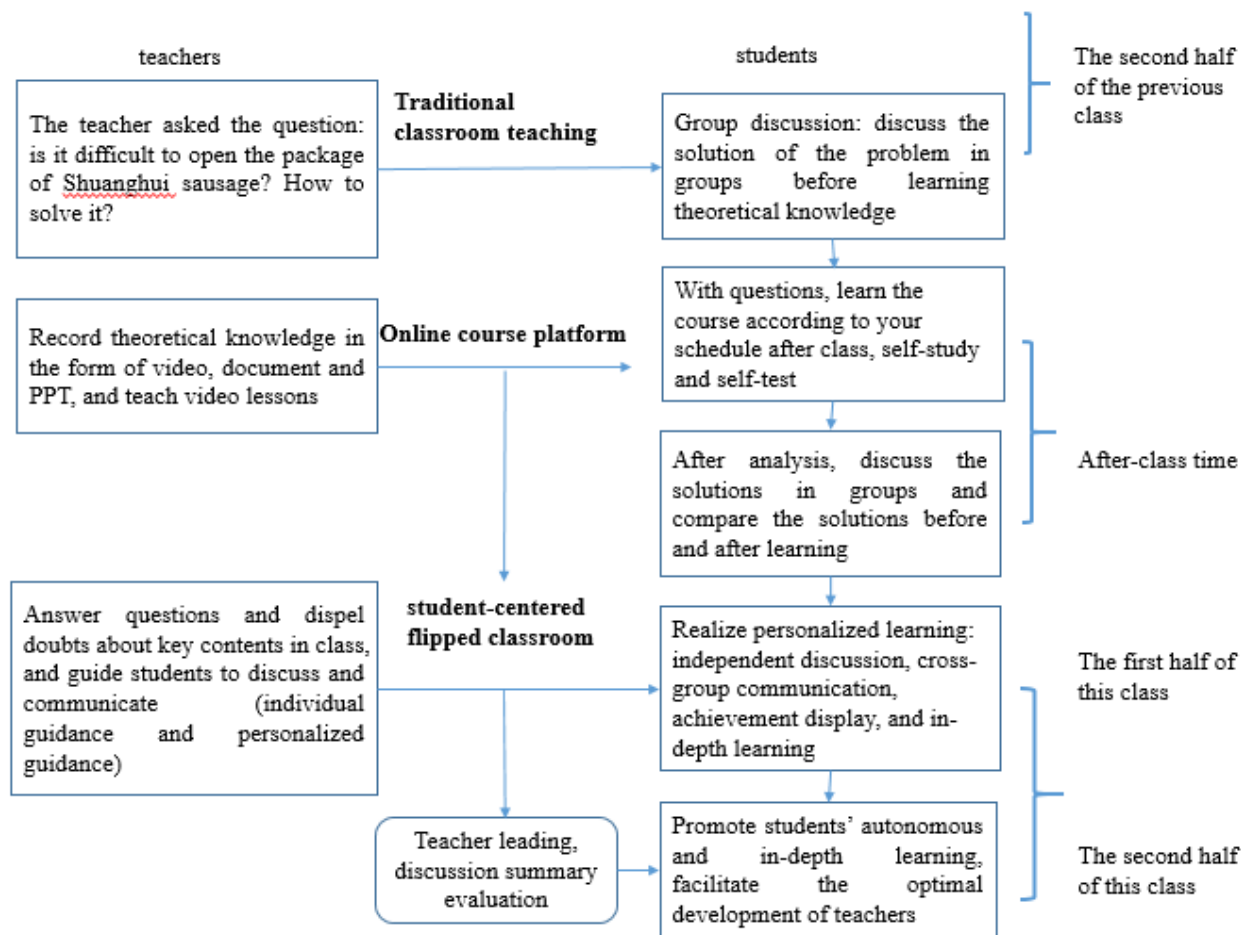 teachers
students
The second half
of the previous
class
The teacher asked the question:
is it difficult to open the package
of Shuanghui sausage? How to
solve it?
Traditional
classroom teaching
Group discussion: discuss the
solution of the problem in
groups before learning
theoretical knowledge
Record theoretical knowledge in
the form of video, document and
PPT, and teach video lessons
Online course platform
With questions, learn the
course according to your
schedule after class, self-study
and self-test
After analysis, discuss the
solutions in groups and
compare the solutions before
and after learning
After-class time
Answer questions and dispel
doubts about key contents in class,
and guide students to discuss and
communicate (individual
guidance and personalized
guidance)
student-centered
flipped classroom
Realize personalized learning:
independent discussion, cross-
group communication,
achievement display, and in-
depth learning
The first half of
this class
Teacher leading,
discussion summary
evaluation
Promote students' autonomous
and in-depth learning,
facilitate the optimal
development of teachers
The second half
of this class